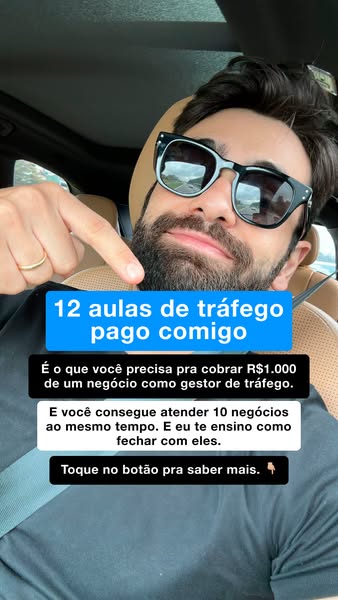 12 aulas de tráfego
pago comigo
É o que você precisa pra cobrar R$1.000
de um negócio como gestor de tráfego.
E você consegue atender 10 negócios
ao mesmo tempo. E eu te ensino como
fechar com eles.
Toque no botão pra saber mais. 👇🏼